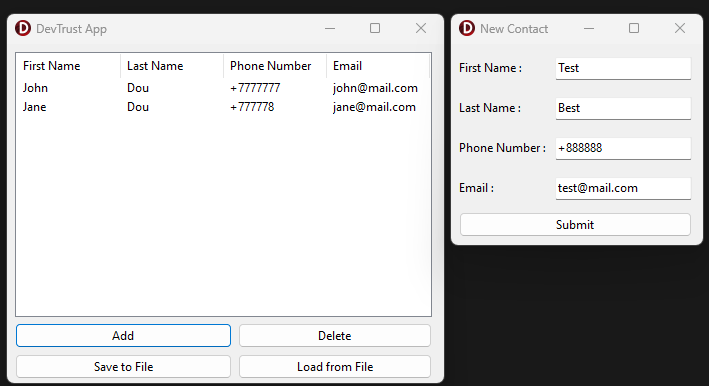 DevTrust App
First Name Last Name Phone Number Email
John Dou +7777777 john@mail.com
Jane Dou +777778 jane@mail.com
Add Delete
Save to File Load from File
New Contact
First Name : Test
Last Name : Best
Phone Number : +888888
Email : test@mail.com
Submit